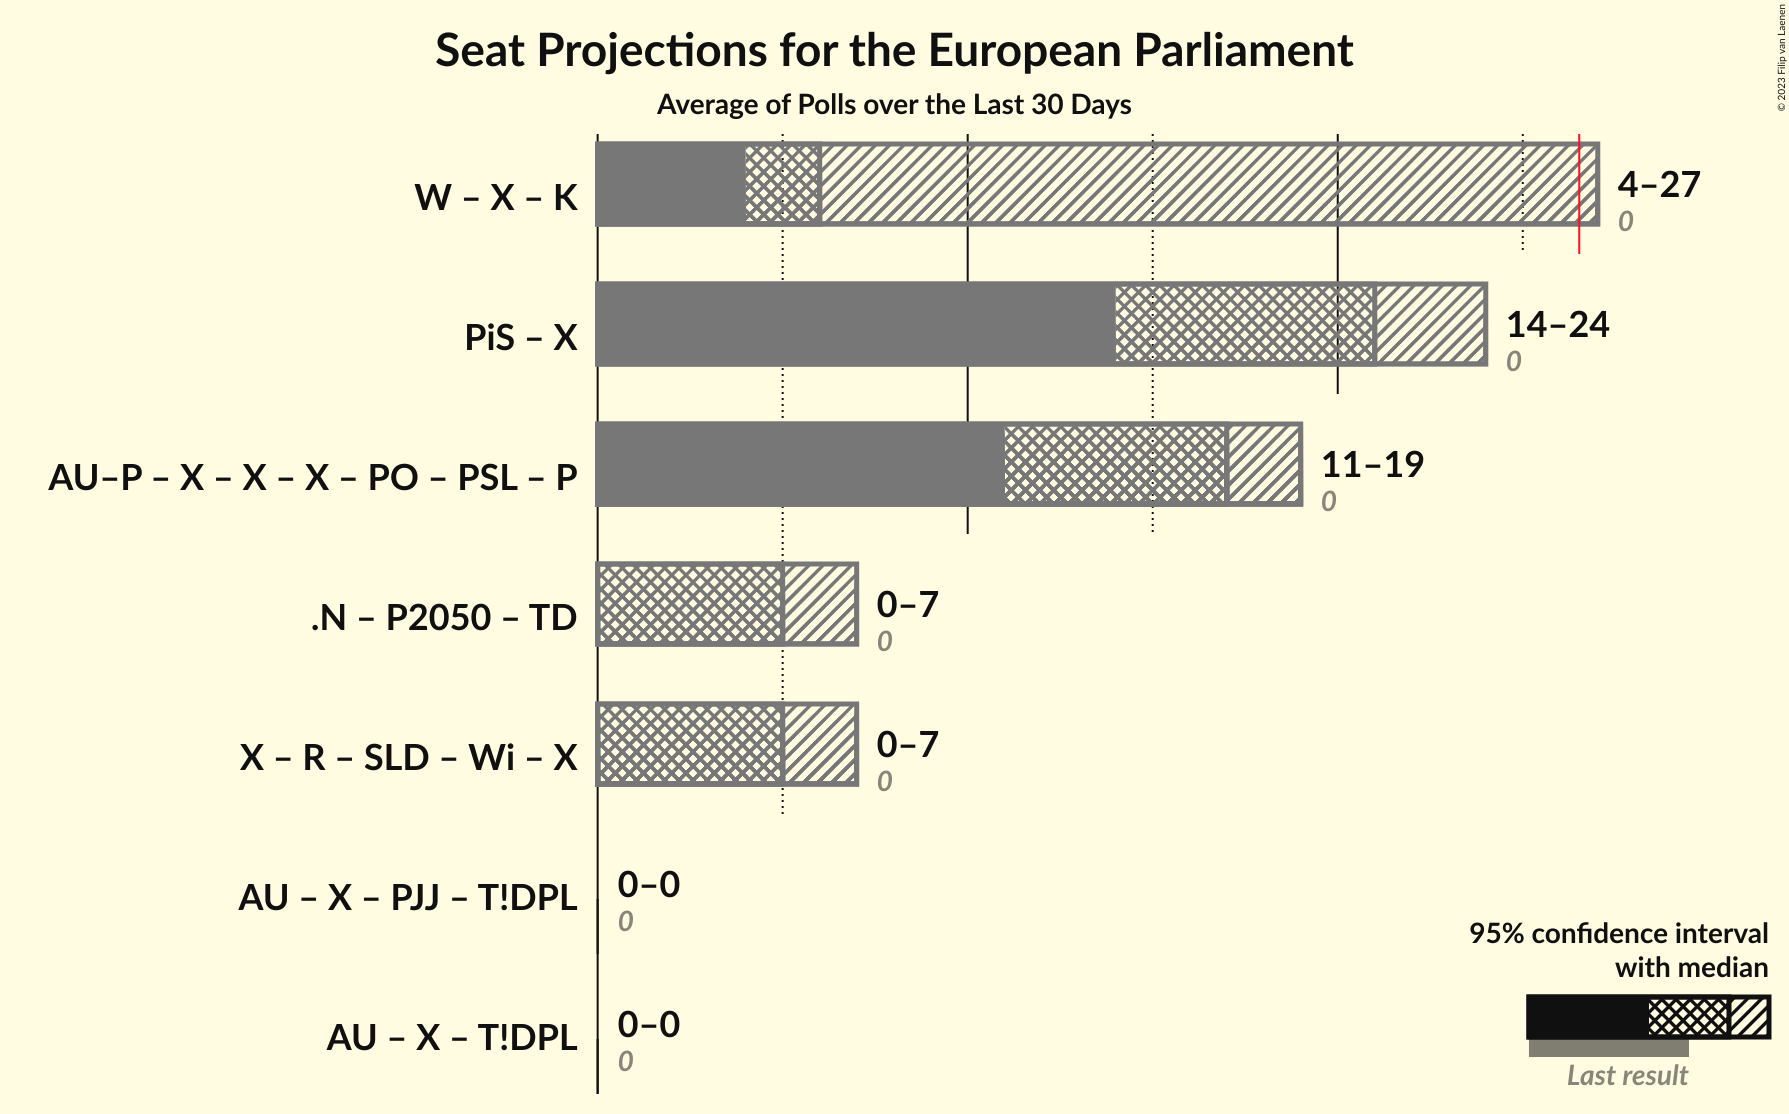 Seat Projections for the European Parliament
Average of Polls over the Last 30 Days
© 2023 Filip van Laenen
W – X – K
4–27
0
PiS – X
14–24
0
AU–P – X – X – X – PO – PSL – P
11–19
0
.N – P2050 – TD
0–7
0
X – R – SLD – Wi – X
0–7
0
AU – X – PJJ – T!DPL
0–0
0
AU – X – T!DPL
0–0
0
95% confidence interval
with median
Last result